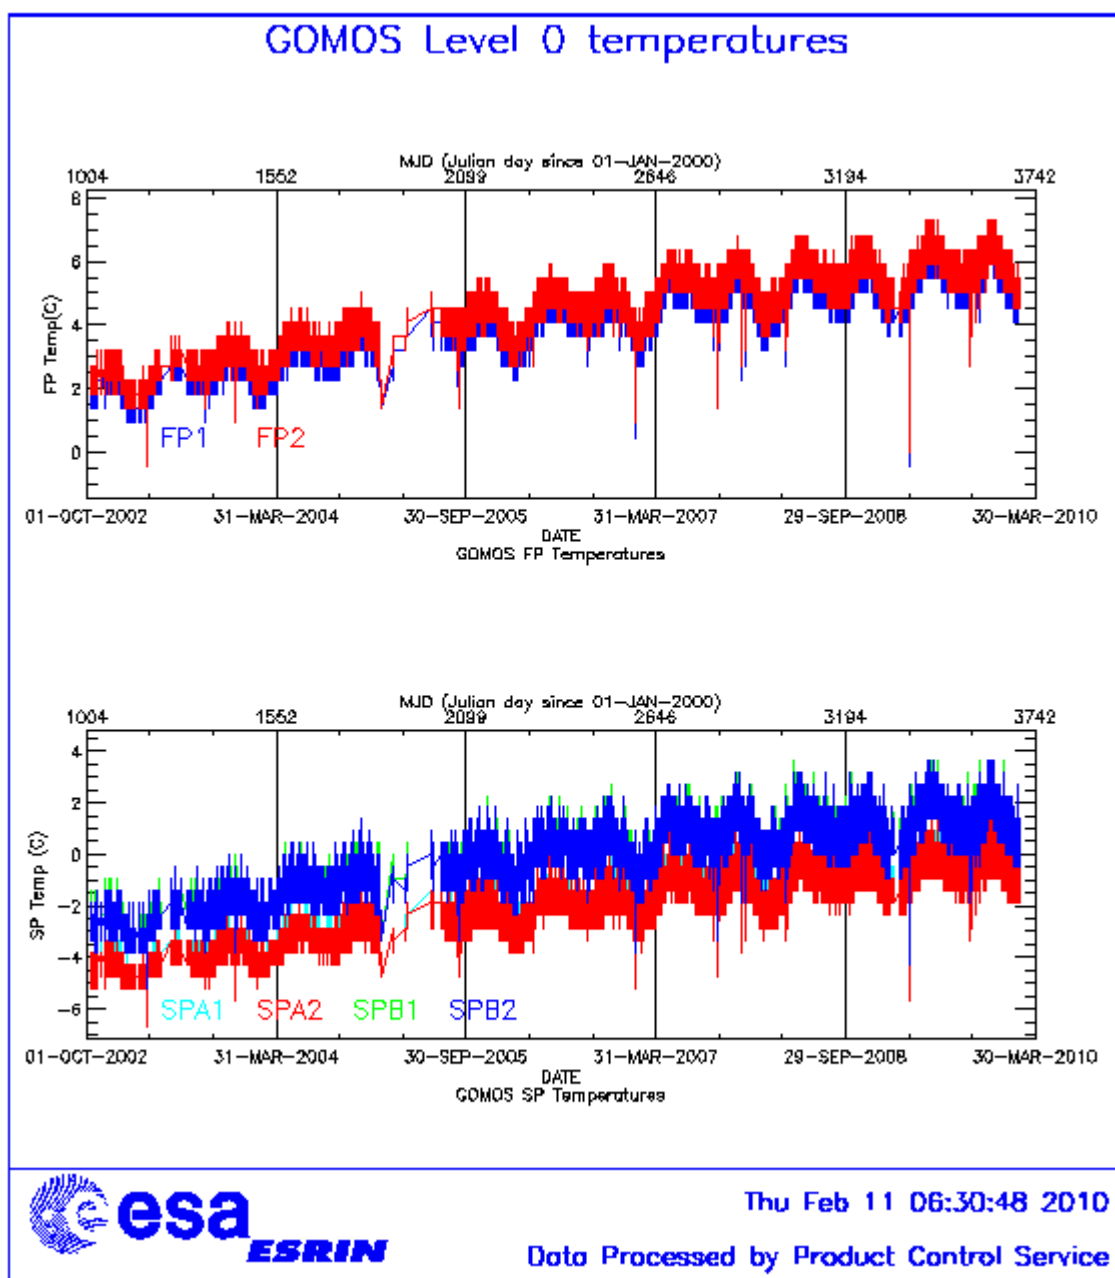 GOMOS Level 0 temperatures
MJD (Julian day since 01-JAN-2000)
1004 1552 2099 2646 3194 3742
8
6
4
2
0
FP Temp(C)
FP1 FP2
01-OCT-2002 31-MAR-2004 30-SEP-2005 31-MAR-2007 29-SEP-2008 30-MAR-2010
DATE
GOMOS FP Temperatures
MJD (Julian day since 01-JAN-2000)
1004 1552 2099 2646 3194 3742
4
2
0
-2
-4
-6
SP Temp (C)
SPA1 SPA2 SPB1 SPB2
01-OCT-2002 31-MAR-2004 30-SEP-2005 31-MAR-2007 29-SEP-2008 30-MAR-2010
DATE
GOMOS SP Temperatures
esa
ESRIN
Thu Feb 11 06:30:48 2010
Data Processed by Product Control Service